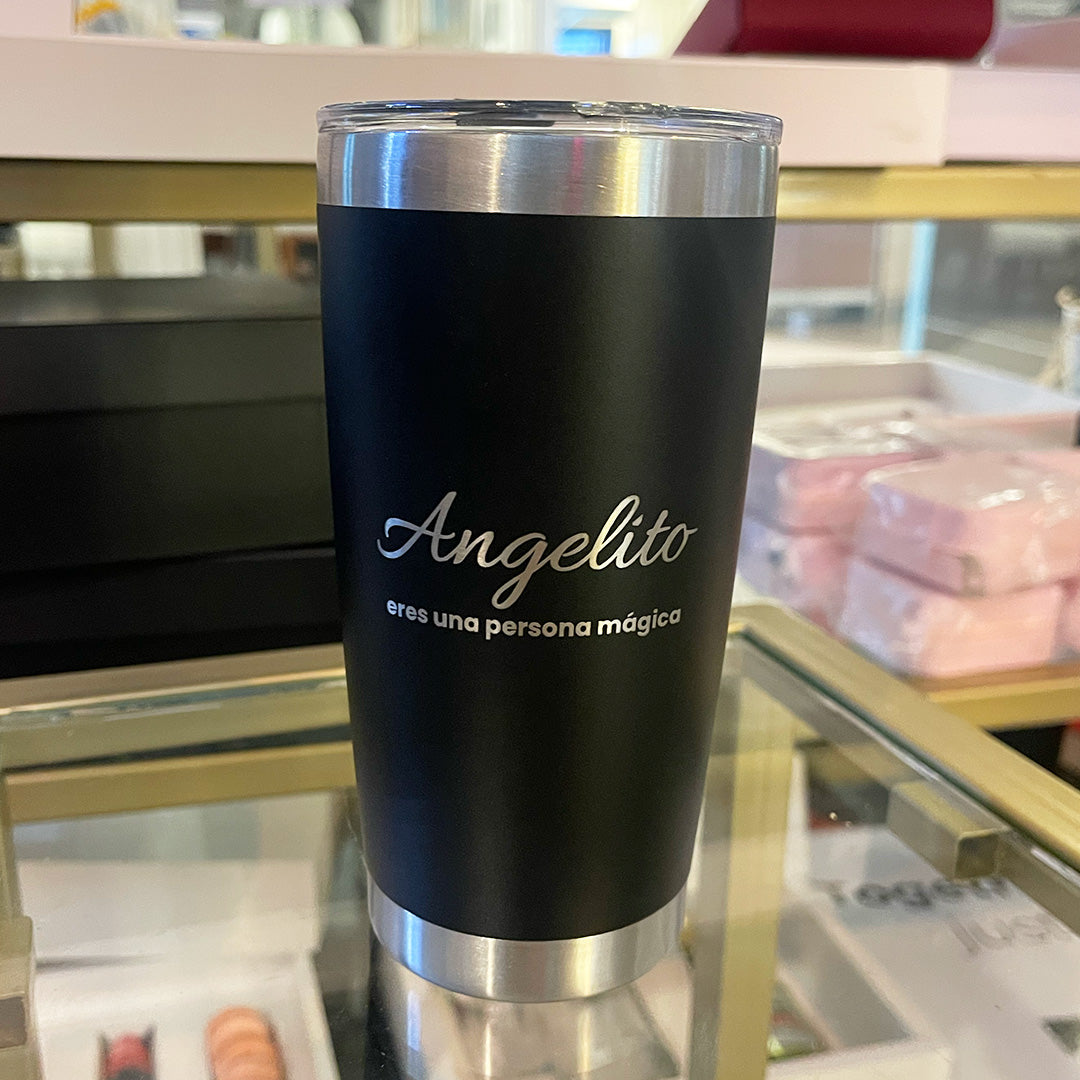 Angelito
eres una persona mágica